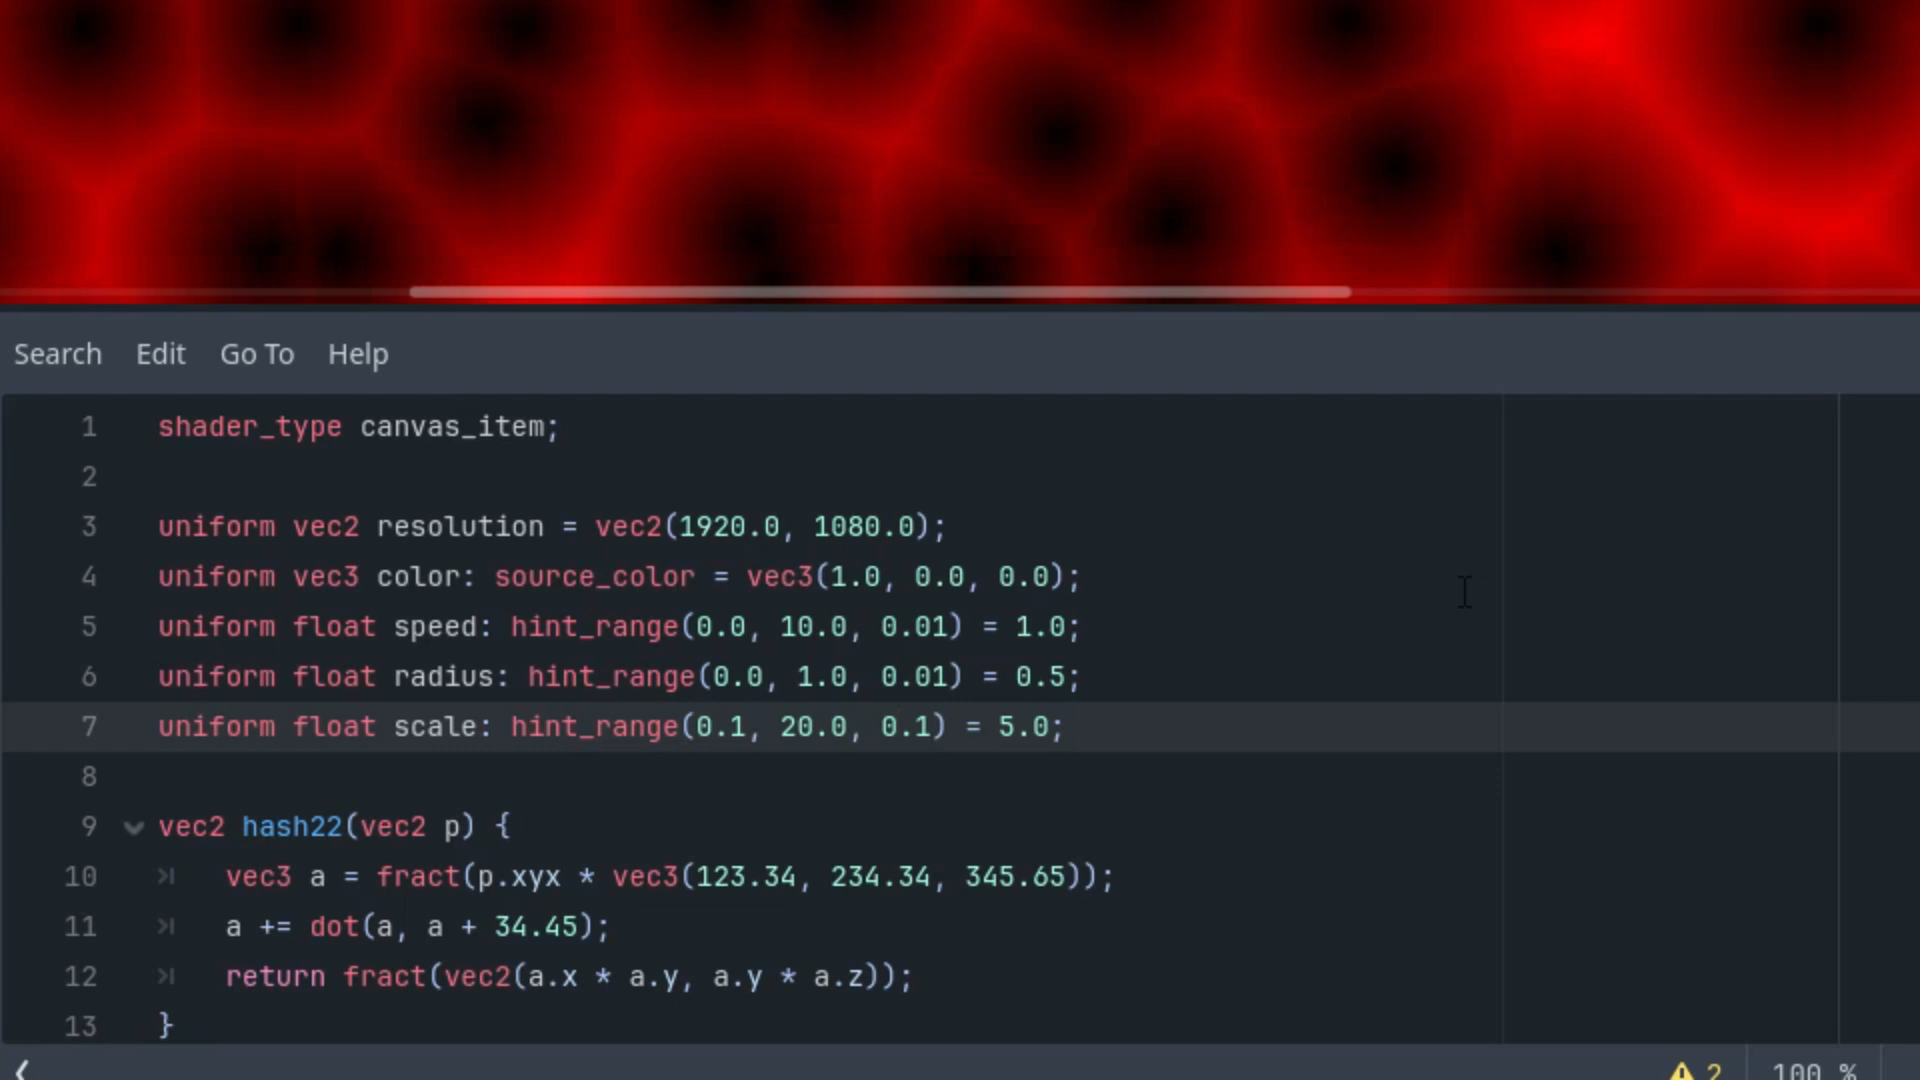 Search Edit Go To Help
1 shader_type canvas_item;
2
3 uniform vec2 resolution = vec2(1920.0, 1080.0);
4 uniform vec3 color: source_color = vec3(1.0, 0.0, 0.0);
5 uniform float speed: hint_range(0.0, 10.0, 0.01) = 1.0;
6 uniform float radius: hint_range(0.0, 1.0, 0.01) = 0.5;
7 uniform float scale: hint_range(0.1, 20.0, 0.1) = 5.0;
8
9 vec2 hash22(vec2 p) {
10 vec3 a = fract(p.xyx * vec3(123.34, 234.34, 345.65));
11 a += dot(a, a + 34.45);
12 return fract(vec2(a.x * a.y, a.y * a.z));
13 }
2 100 %